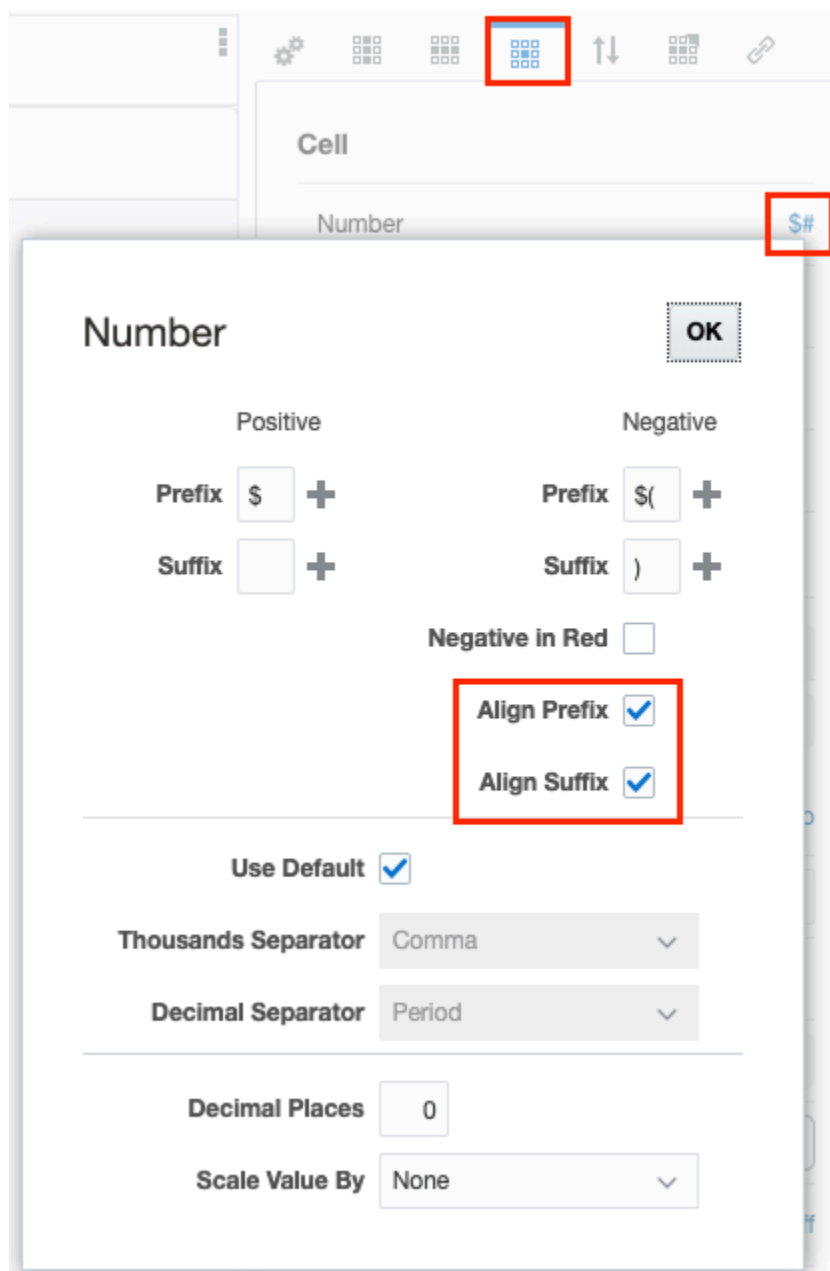 Cell
Number $#
Number OK
Positive Negative
Prefix $ Prefix $(
Suffix Suffix )
Negative in Red
Align Prefix
Align Suffix
Use Default
Thousands Separator Comma
Decimal Separator Period
Decimal Places 0
Scale Value By None